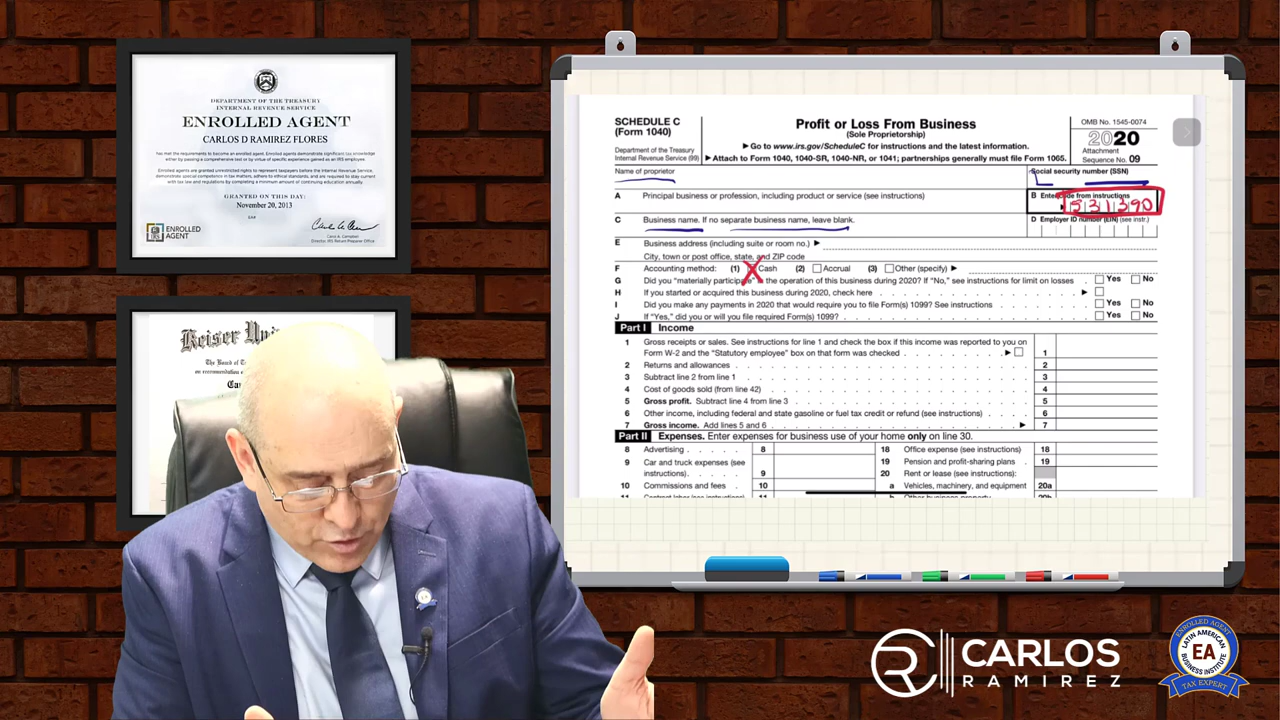 DEPARTMENT OF THE TREASURY
INTERNAL REVENUE SERVICE
ENROLLED AGENT
CARLOS D RAMIREZ FLORES
GRANTED ON THIS DAY:
November 20, 2013
IRS
ENROLLED
AGENT
Keiser Uni
The Board of T
on recommendation o
Ca
SCHEDULE C
(Form 1040)
Department of the Treasury
Internal Revenue Service (99)
Profit or Loss From Business
(Sole Proprietorship)
▶ Go to www.irs.gov/ScheduleC for instructions and the latest information.
▶ Attach to Form 1040, 1040-SR, 1040-NR, or 1041; partnerships generally must file Form 1065.
OMB No. 1545-0074
2020
Attachment
Sequence No. 09
Name of proprietor
Social security number (SSN)
A Principal business or profession, including product or service (see instructions)
B Enter code from instructions
531390
C Business name. If no separate business name, leave blank.
D Employer ID number (EIN) (see instr.)
E Business address (including suite or room no.) ▶
City, town or post office, state, and ZIP code
F Accounting method: (1) X Cash (2) Accrual (3) Other (specify) ▶
G Did you "materially participate" in the operation of this business during 2020? If "No," see instructions for limit on losses Yes No
H If you started or acquired this business during 2020, check here ▶
I Did you make any payments in 2020 that would require you to file Form(s) 1099? See instructions Yes No
J If "Yes," did you or will you file required Form(s) 1099? Yes No
Part I Income
1 Gross receipts or sales. See instructions for line 1 and check the box if this income was reported to you on
Form W-2 and the "Statutory employee" box on that form was checked ▶ 1
2 Returns and allowances 2
3 Subtract line 2 from line 1 3
4 Cost of goods sold (from line 42) 4
5 Gross profit. Subtract line 4 from line 3 5
6 Other income, including federal and state gasoline or fuel tax credit or refund (see instructions) 6
7 Gross income. Add lines 5 and 6 ▶ 7
Part II Expenses. Enter expenses for business use of your home only on line 30.
8 Advertising 8
9 Car and truck expenses (see
instructions) 9
10 Commissions and fees 10
18 Office expense (see instructions) 18
19 Pension and profit-sharing plans 19
20 Rent or lease (see instructions):
a Vehicles, machinery, and equipment 20a
CR
CARLOS
RAMIREZ
ENROLLED AGENT
LATIN AMERICAN
EA
BUSINESS INSTITUTE
TAX EXPERT